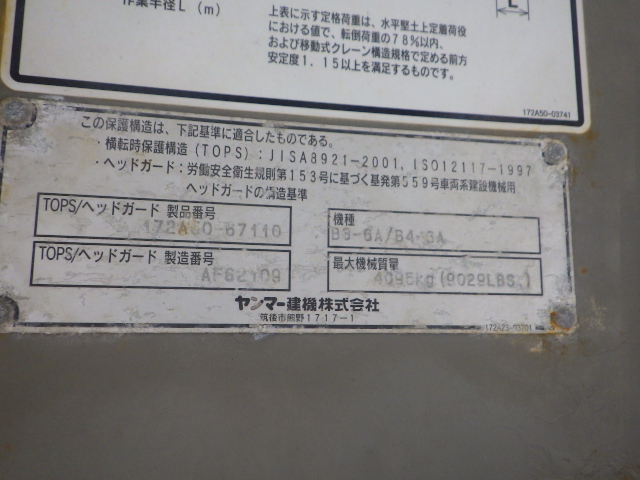 作業半径L（m）
L
上表に示す定格荷重は、水平堅土上定着荷役
における値で、転倒荷重の78%以内、
および移動式クレーン構造規格で定める前方
安定度1.15以上を満足するものです。
172A50-03741
この保護構造は、下記基準に適合したものである。
・横転時保護構造（TOPS）：JISA8921-2001, ISO12117-1997
・ヘッドガード：労働安全衛生規則第153号に基づく基発第559号車両系建設機械用
ヘッドガードの構造基準
TOPS/ヘッドガード 製品番号
67110
機種
B3-6A/B4-6A
TOPS/ヘッドガード 製造番号
AF62109
最大機械質量
4095kg(9029LBS.)
ヤンマー建機株式会社
筑後市熊野1717-1